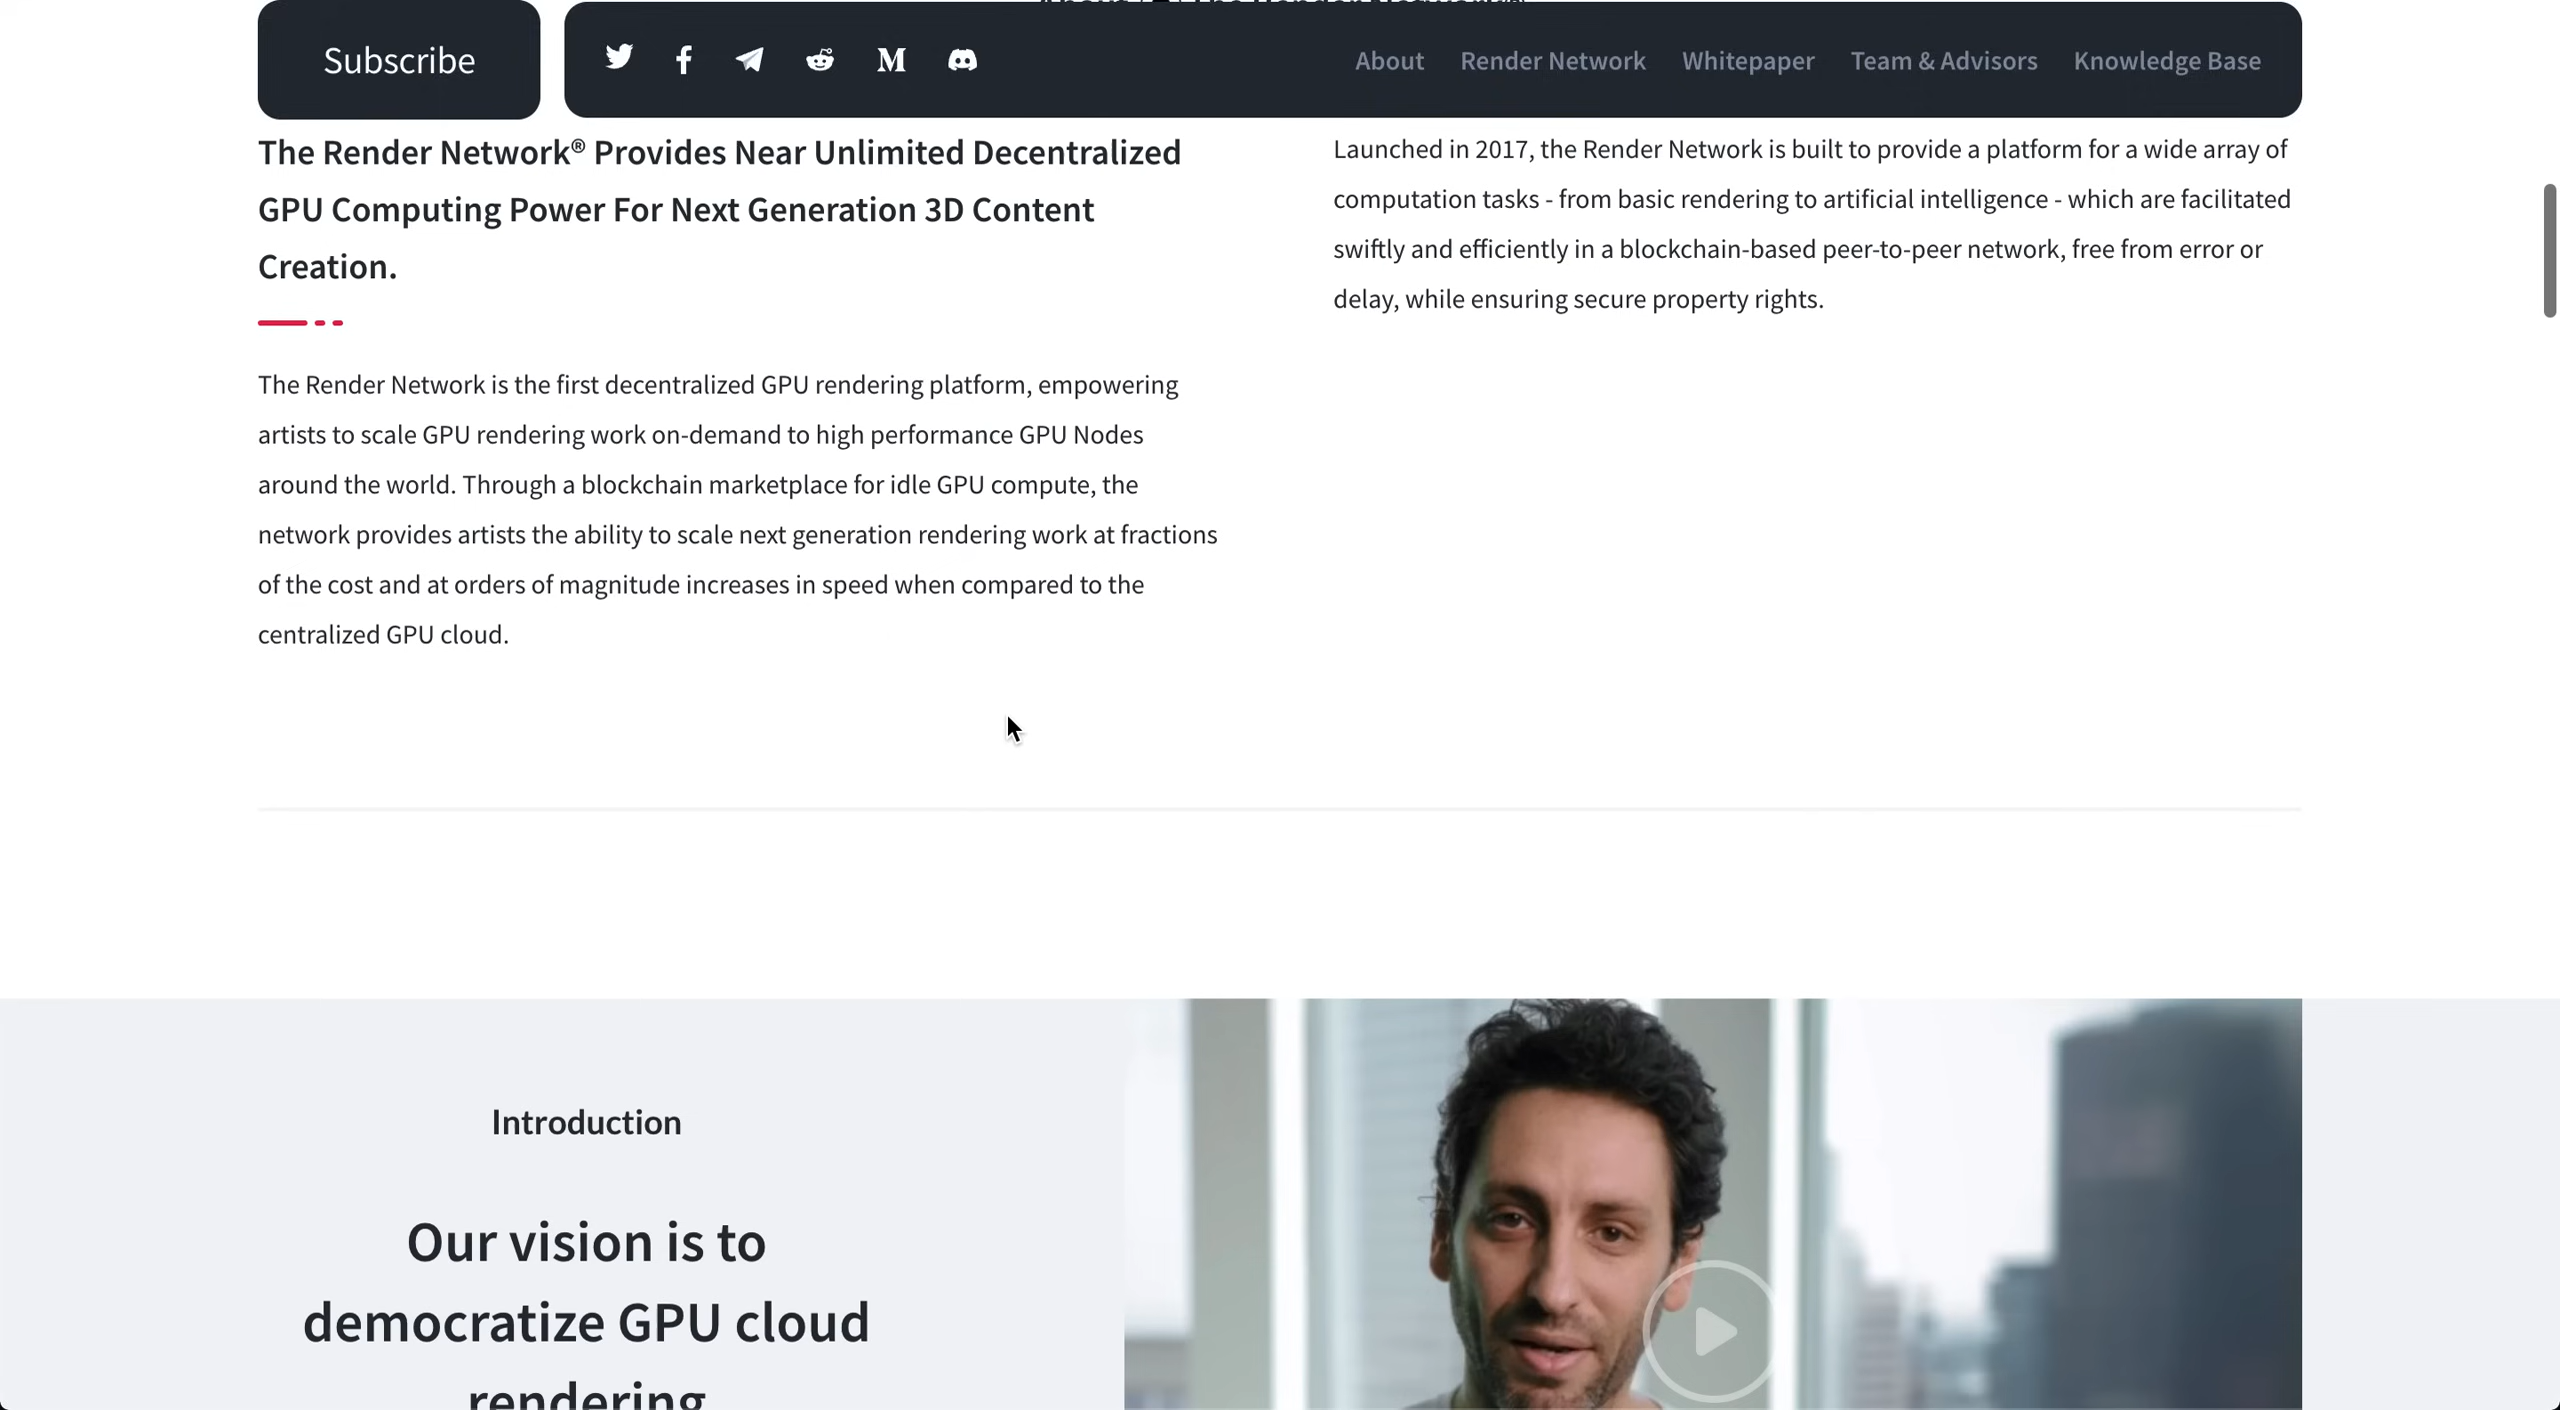 Subscribe
About Render Network Whitepaper Team & Advisors Knowledge Base
The Render Network® Provides Near Unlimited Decentralized
GPU Computing Power For Next Generation 3D Content
Creation.
The Render Network is the first decentralized GPU rendering platform, empowering
artists to scale GPU rendering work on-demand to high performance GPU Nodes
around the world. Through a blockchain marketplace for idle GPU compute, the
network provides artists the ability to scale next generation rendering work at fractions
of the cost and at orders of magnitude increases in speed when compared to the
centralized GPU cloud.
Launched in 2017, the Render Network is built to provide a platform for a wide array of
computation tasks - from basic rendering to artificial intelligence - which are facilitated
swiftly and efficiently in a blockchain-based peer-to-peer network, free from error or
delay, while ensuring secure property rights.
Introduction
Our vision is to
democratize GPU cloud
rendering